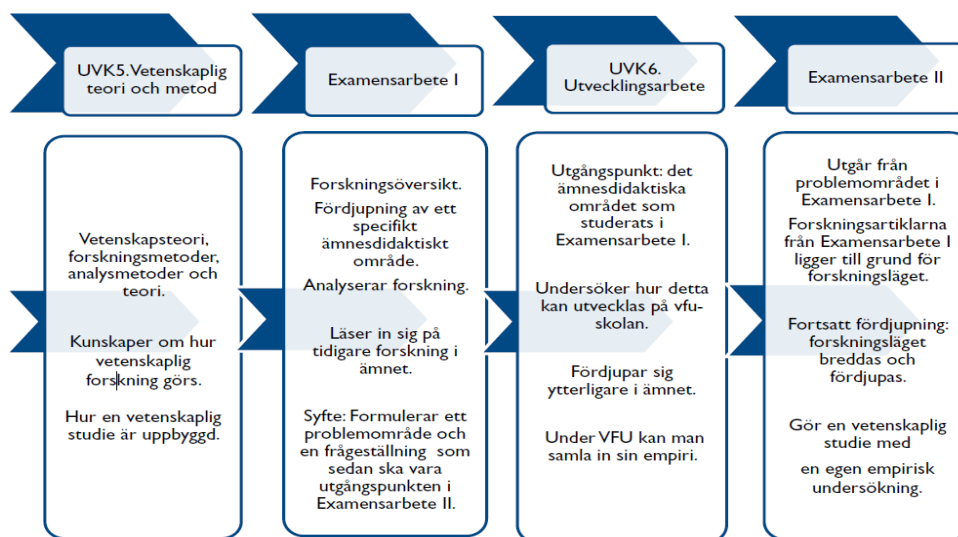 UVK5. Vetenskaplig
teori och metod
Examensarbete I
UVK6.
Utvecklingsarbete
Examensarbete II
Vetenskapsteori,
forskningsmetoder,
analysmetoder och
teori.
Kunskaper om hur
vetenskaplig
forskning görs.
Hur en vetenskaplig
studie är uppbyggd.
Forskningsöversikt.
Fördjupning av ett
specifikt
ämnesdidaktiskt
område.
Analyserar forskning.
Läser in sig på
tidigare forskning i
ämnet.
Syfte: Formulerar ett
problemområde och
en frågeställning som
sedan ska vara
utgångspunkten i
Examensarbete II.
Utgångspunkt: det
ämnesdidaktiska
området som
studerats i
Examensarbete I.
Undersöker hur detta
kan utvecklas på vfu-
skolan.
Fördjupar sig
ytterligare i ämnet.
Under VFU kan man
samla in sin empiri.
Utgår från
problemområdet i
Examensarbete I.
Forskningsartiklarna
från Examensarbete I
ligger till grund för
forskningsläget.
Fortsatt fördjupning:
forskningsläget
breddas och
fördjupas.
Gör en vetenskaplig
studie med
en egen empirisk
undersökning.